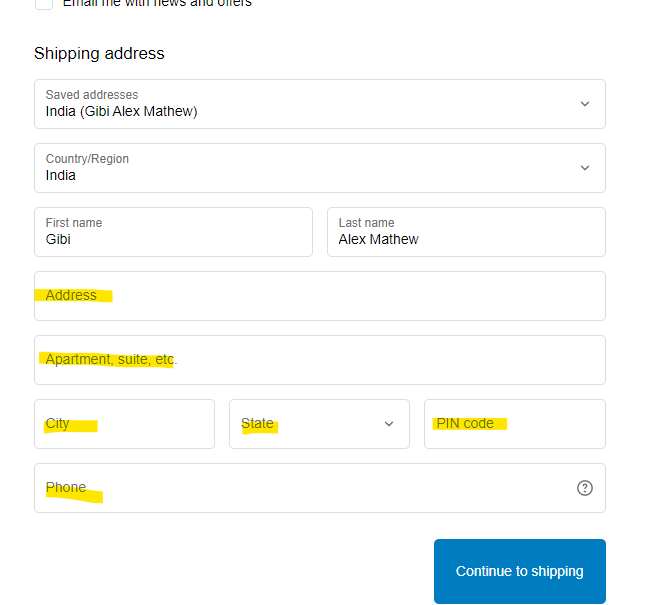 Email me with news and offers
Shipping address
Saved addresses
India (Gibi Alex Mathew)
Country/Region
India
First name
Gibi
Last name
Alex Mathew
Address
Apartment, suite, etc.
City
State
PIN code
Phone
Continue to shipping